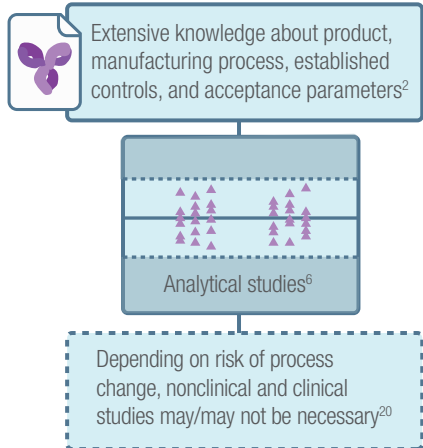 Extensive knowledge about product,
manufacturing process, established
controls, and acceptance parameters²
Analytical studies⁶
Depending on risk of process
change, nonclinical and clinical
studies may/may not be necessary²⁰